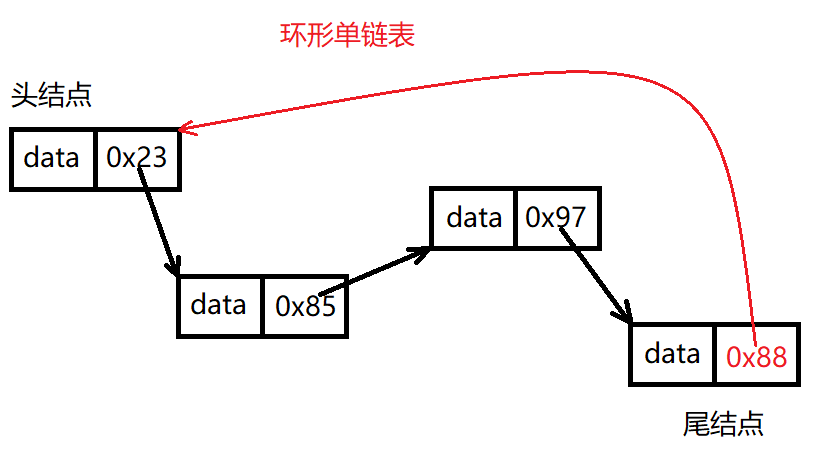 环形单链表
头结点
data 0x23
data 0x97
data 0x85
data 0x88
尾结点